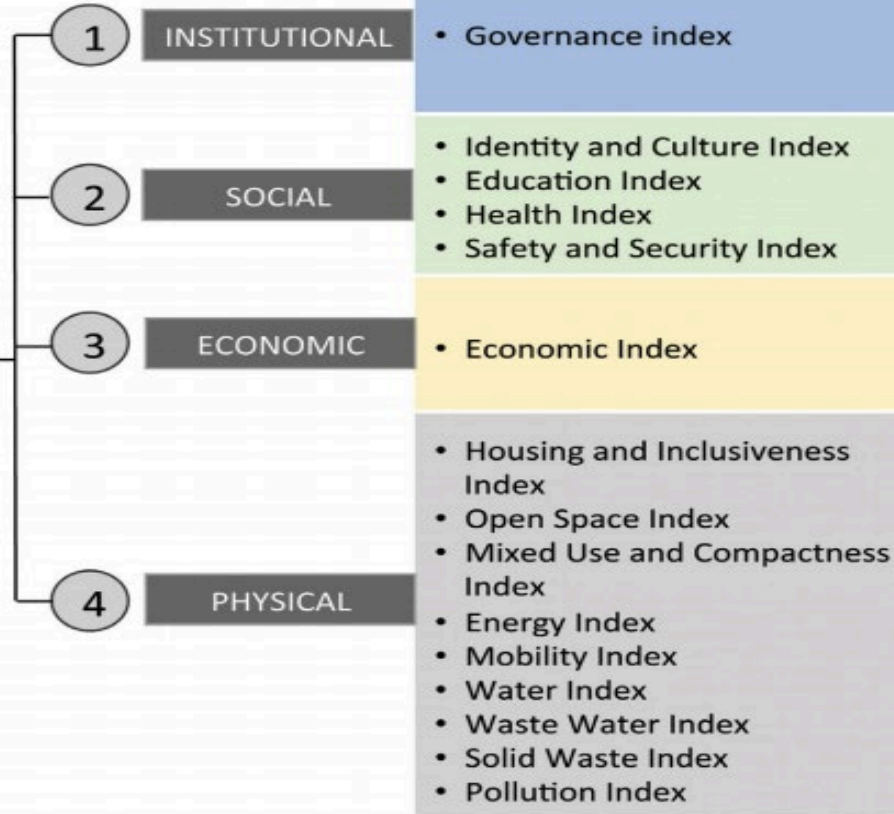 1 INSTITUTIONAL
• Governance index
2 SOCIAL
• Identity and Culture Index
• Education Index
• Health Index
• Safety and Security Index
3 ECONOMIC
• Economic Index
4 PHYSICAL
• Housing and Inclusiveness
Index
• Open Space Index
• Mixed Use and Compactness
Index
• Energy Index
• Mobility Index
• Water Index
• Waste Water Index
• Solid Waste Index
• Pollution Index